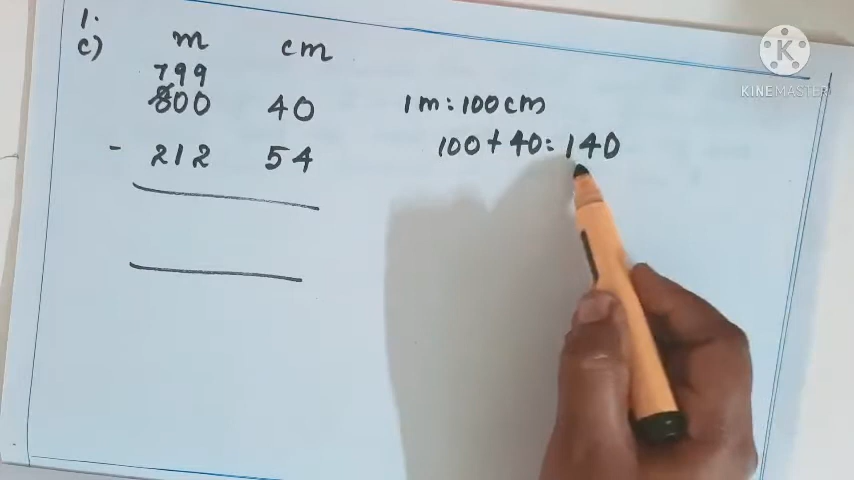 1.
c) m cm
799
800 40 1m = 100cm
- 212 54 100 + 40 = 140
K
KINEMASTER